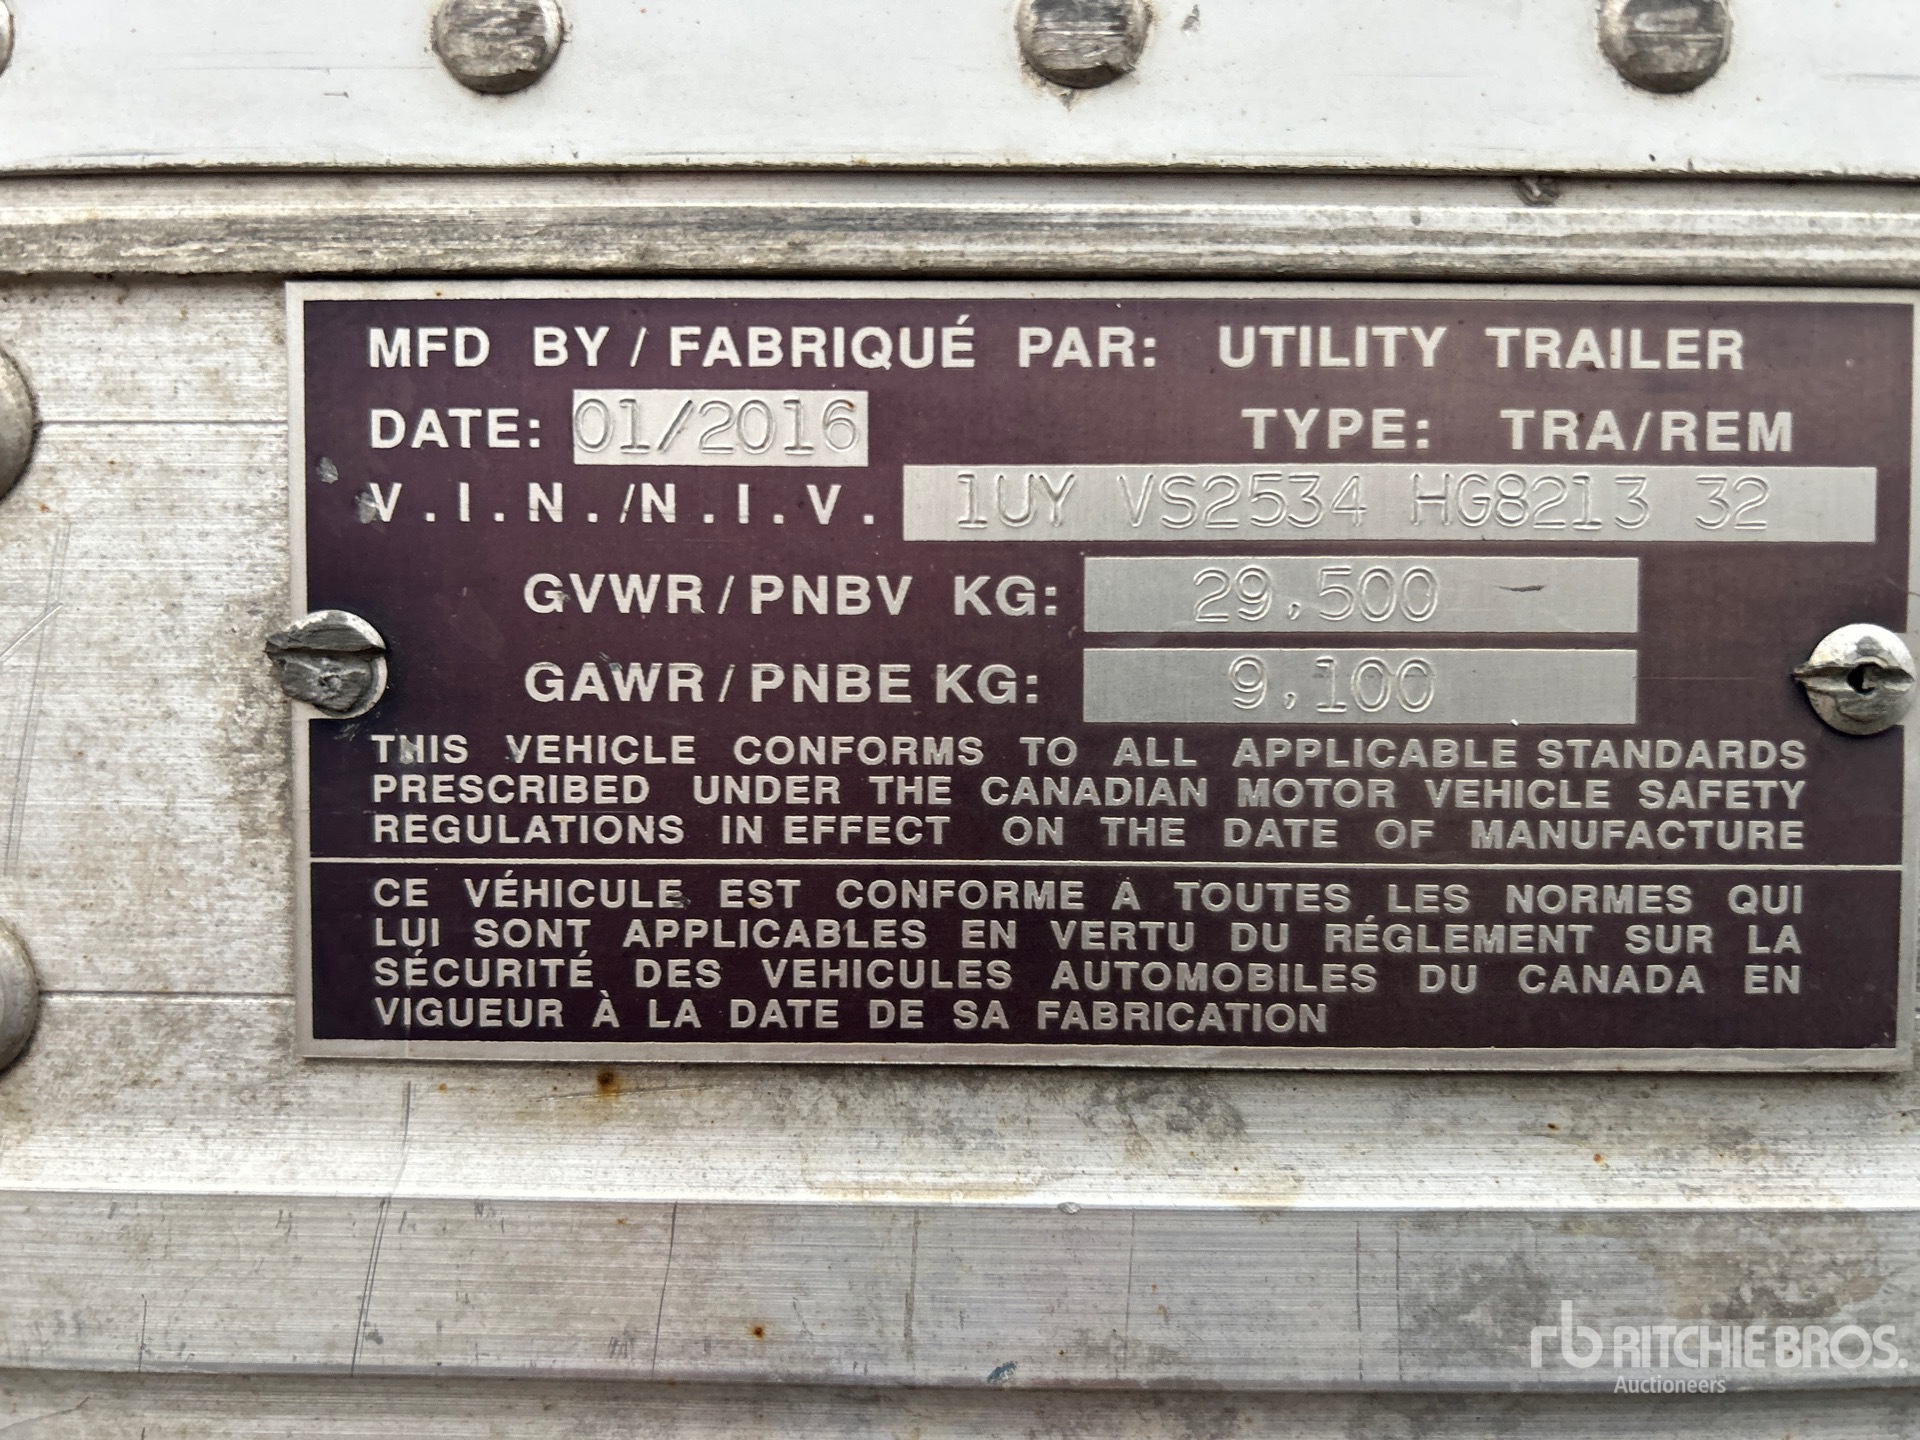 MFD BY / FABRIQUÉ PAR: UTILITY TRAILER
DATE: 01/2016 TYPE: TRA/REM
V.I.N./N.I.V. 1UY VS2534 HG8213 32
GVWR/PNBV KG: 29,500
GAWR/PNBE KG: 9,100
THIS VEHICLE CONFORMS TO ALL APPLICABLE STANDARDS
PRESCRIBED UNDER THE CANADIAN MOTOR VEHICLE SAFETY
REGULATIONS IN EFFECT ON THE DATE OF MANUFACTURE
CE VÉHICULE EST CONFORME A TOUTES LES NORMES QUI
LUI SONT APPLICABLES EN VERTU DU RÉGLEMENT SUR LA
SÉCURITÉ DES VEHICULES AUTOMOBILES DU CANADA EN
VIGUEUR À LA DATE DE SA FABRICATION
rb RITCHIE BROS.
Auctioneers